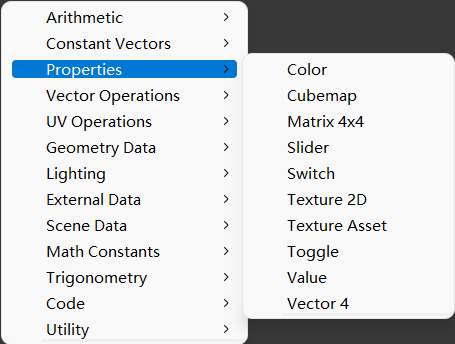 Arithmetic
Constant Vectors
Properties
Vector Operations
UV Operations
Geometry Data
Lighting
External Data
Scene Data
Math Constants
Trigonometry
Code
Utility
Color
Cubemap
Matrix 4x4
Slider
Switch
Texture 2D
Texture Asset
Toggle
Value
Vector 4